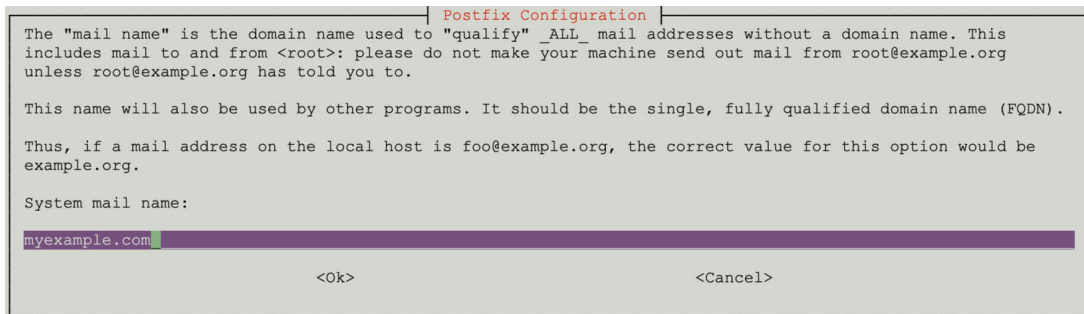 Postfix Configuration
The "mail name" is the domain name used to "qualify" _ALL_ mail addresses without a domain name. This
includes mail to and from <root>: please do not make your machine send out mail from root@example.org
unless root@example.org has told you to.
This name will also be used by other programs. It should be the single, fully qualified domain name (FQDN).
Thus, if a mail address on the local host is foo@example.org, the correct value for this option would be
example.org.
System mail name:
myexample.com
<Ok> <Cancel>